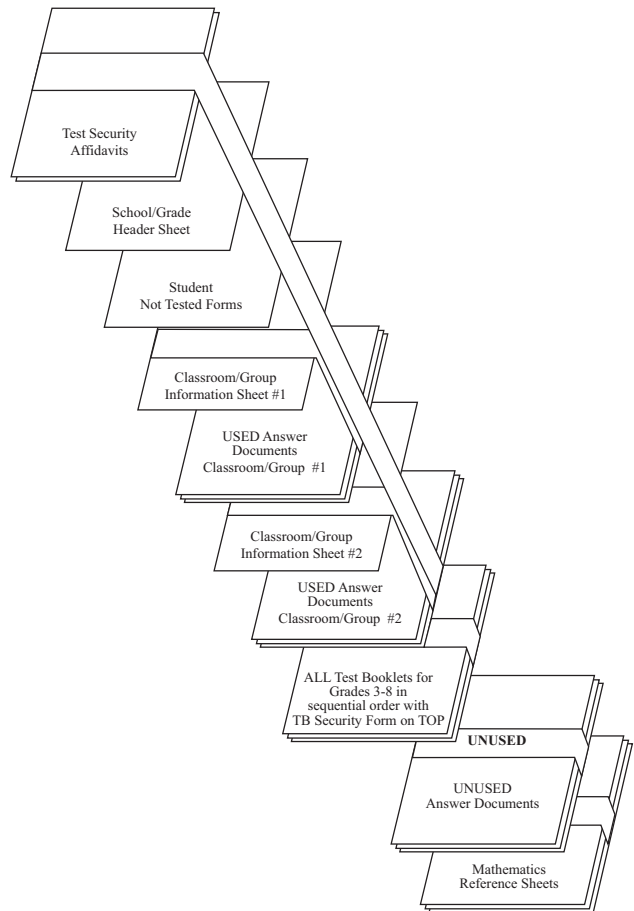 Test Security
Affidavits
School/Grade
Header Sheet
Student
Not Tested Forms
Classroom/Group
Information Sheet #1
USED Answer
Documents
Classroom/Group #1
Classroom/Group
Information Sheet #2
USED Answer
Documents
Classroom/Group #2
ALL Test Booklets for
Grades 3-8 in
sequential order with
TB Security Form on TOP
UNUSED
UNUSED
Answer Documents
Mathematics
Reference Sheets